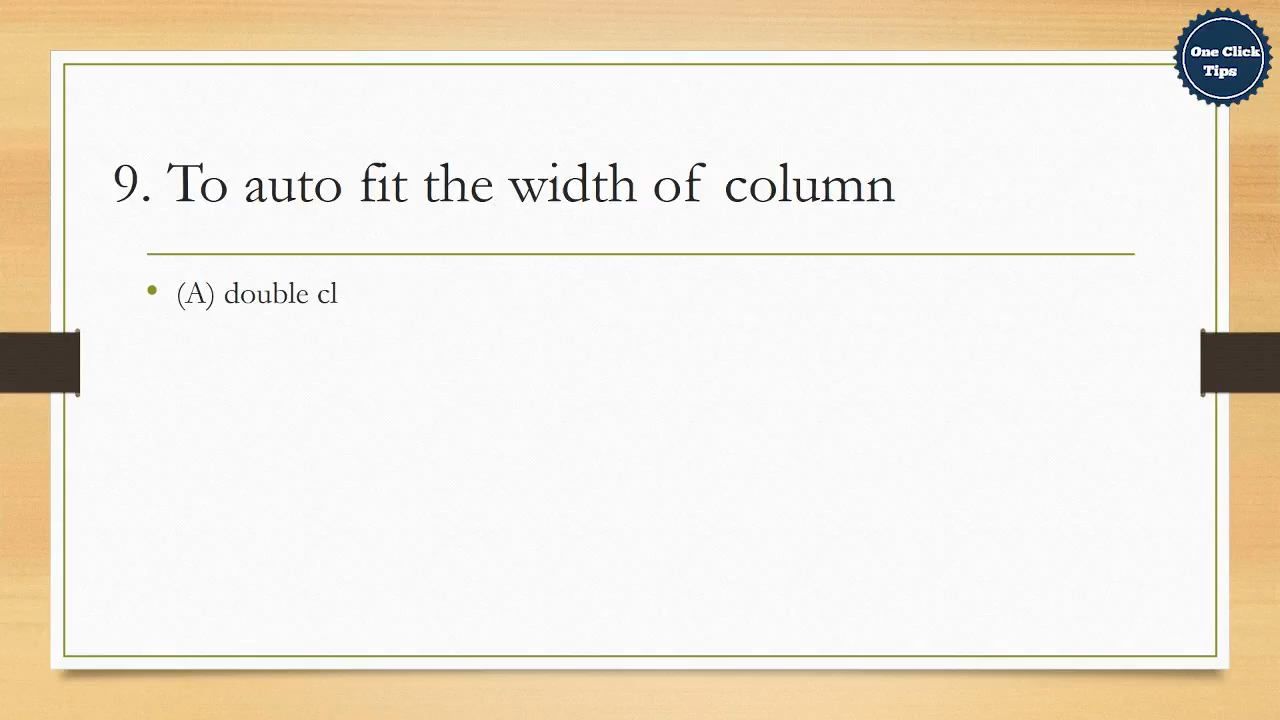 One Click
Tips
9. To auto fit the width of column
• (A) double cl